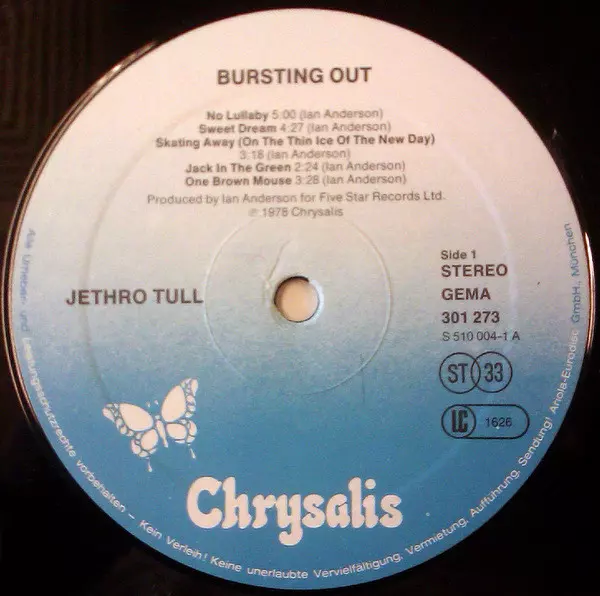 BURSTING OUT
No Lullaby 5:00 (Ian Anderson)
Sweet Dream 4:27 (Ian Anderson)
Skating Away (On The Thin Ice Of The New Day)
3:18 (Ian Anderson)
Jack In The Green 2:24 (Ian Anderson)
One Brown Mouse 3:28 (Ian Anderson)
Produced by Ian Anderson for Five Star Records Ltd.
℗ 1978 Chrysalis
JETHRO TULL
Side 1
STEREO
GEMA
301 273
S 510 004-1 A
ST 33
LC 1626
Chrysalis
Alle Urheber- und Leistungsschutzrechte vorbehalten – Kein Verleih! Keine unerlaubte Vervielfältigung, Vermietung, Aufführung, Sendung! Ariola-Eurodisc GmbH., München